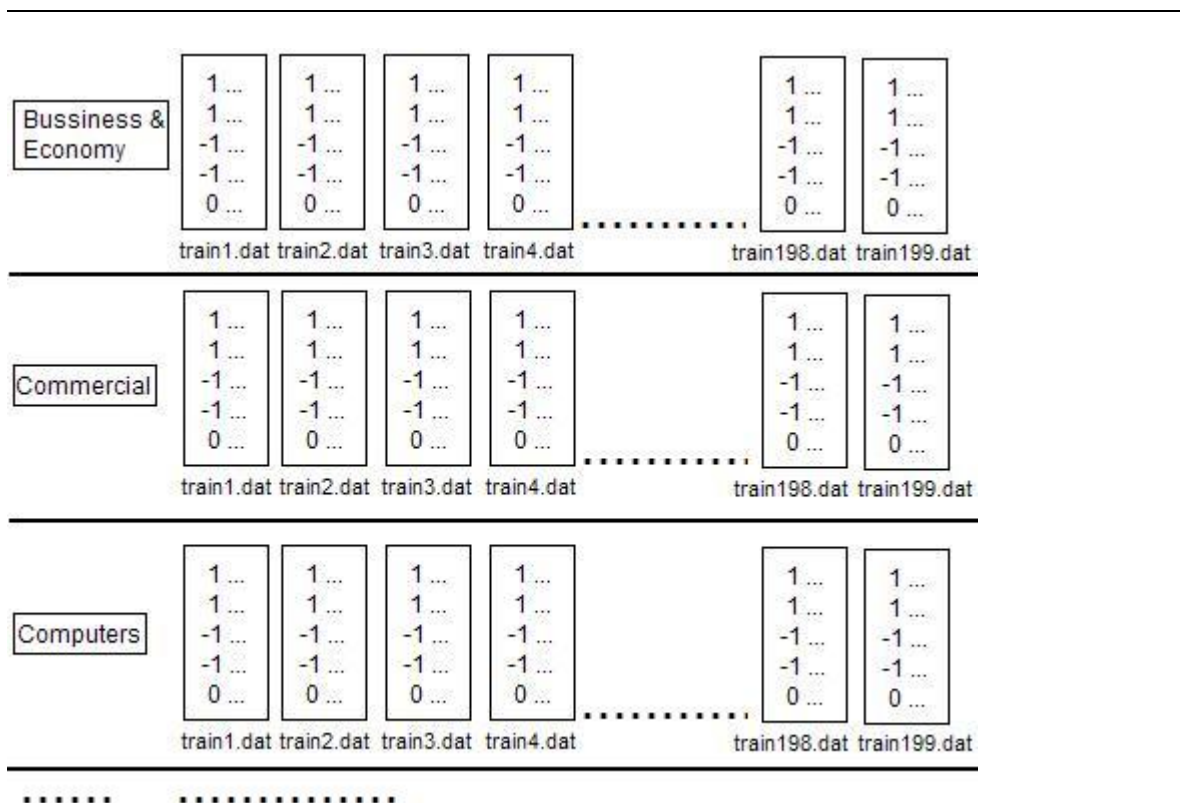 Bussiness &
Economy
1 ... 1 ... 1 ... 1 ... 1 ... 1 ...
1 ... 1 ... 1 ... 1 ... 1 ... 1 ...
-1 ... -1 ... -1 ... -1 ... -1 ... -1 ...
-1 ... -1 ... -1 ... -1 ... -1 ... -1 ...
0 ... 0 ... 0 ... 0 ... 0 ... 0 ...
train1.dat train2.dat train3.dat train4.dat train198.dat train199.dat
Commercial
1 ... 1 ... 1 ... 1 ... 1 ... 1 ...
1 ... 1 ... 1 ... 1 ... 1 ... 1 ...
-1 ... -1 ... -1 ... -1 ... -1 ... -1 ...
-1 ... -1 ... -1 ... -1 ... -1 ... -1 ...
0 ... 0 ... 0 ... 0 ... 0 ... 0 ...
train1.dat train2.dat train3.dat train4.dat train198.dat train199.dat
Computers
1 ... 1 ... 1 ... 1 ... 1 ... 1 ...
1 ... 1 ... 1 ... 1 ... 1 ... 1 ...
-1 ... -1 ... -1 ... -1 ... -1 ... -1 ...
-1 ... -1 ... -1 ... -1 ... -1 ... -1 ...
0 ... 0 ... 0 ... 0 ... 0 ... 0 ...
train1.dat train2.dat train3.dat train4.dat train198.dat train199.dat